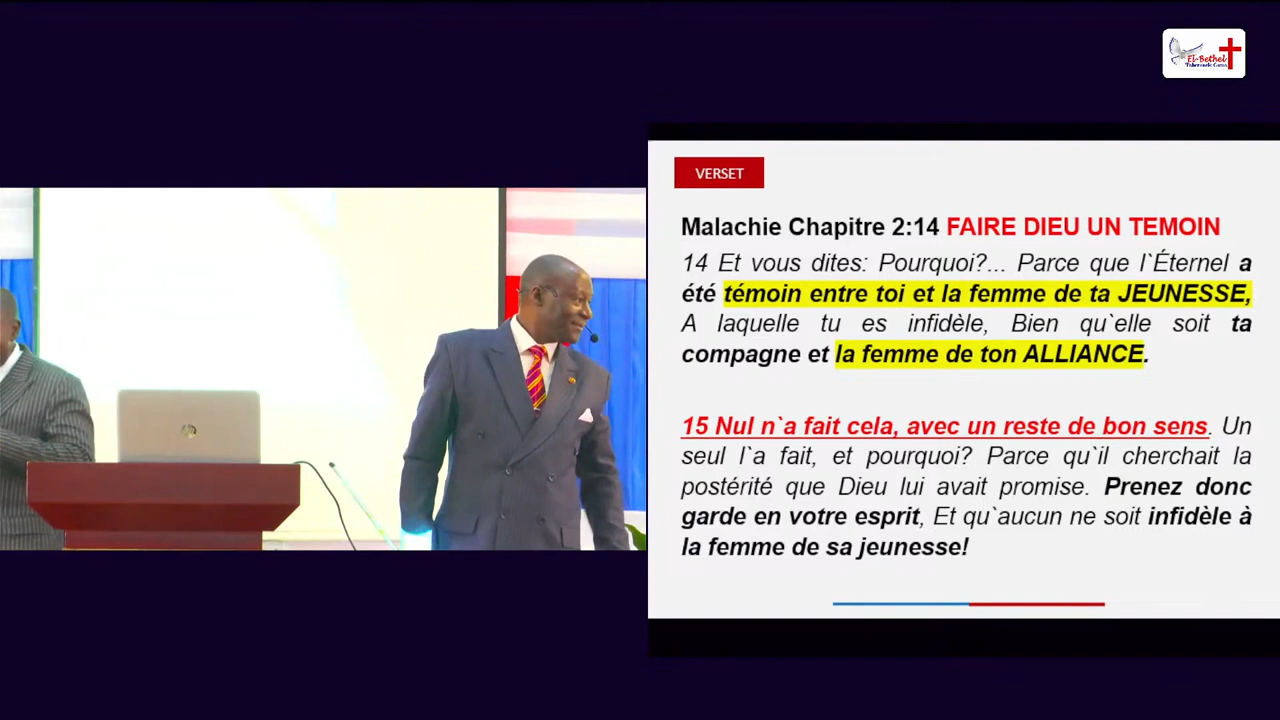 El-Bethel
VERSET
Malachie Chapitre 2:14 FAIRE DIEU UN TEMOIN
14 Et vous dites: Pourquoi?... Parce que l`Éternel a
été témoin entre toi et la femme de ta JEUNESSE,
A laquelle tu es infidèle, Bien qu`elle soit ta
compagne et la femme de ton ALLIANCE.
15 Nul n`a fait cela, avec un reste de bon sens. Un
seul l`a fait, et pourquoi? Parce qu`il cherchait la
postérité que Dieu lui avait promise. Prenez donc
garde en votre esprit, Et qu`aucun ne soit infidèle à
la femme de sa jeunesse!